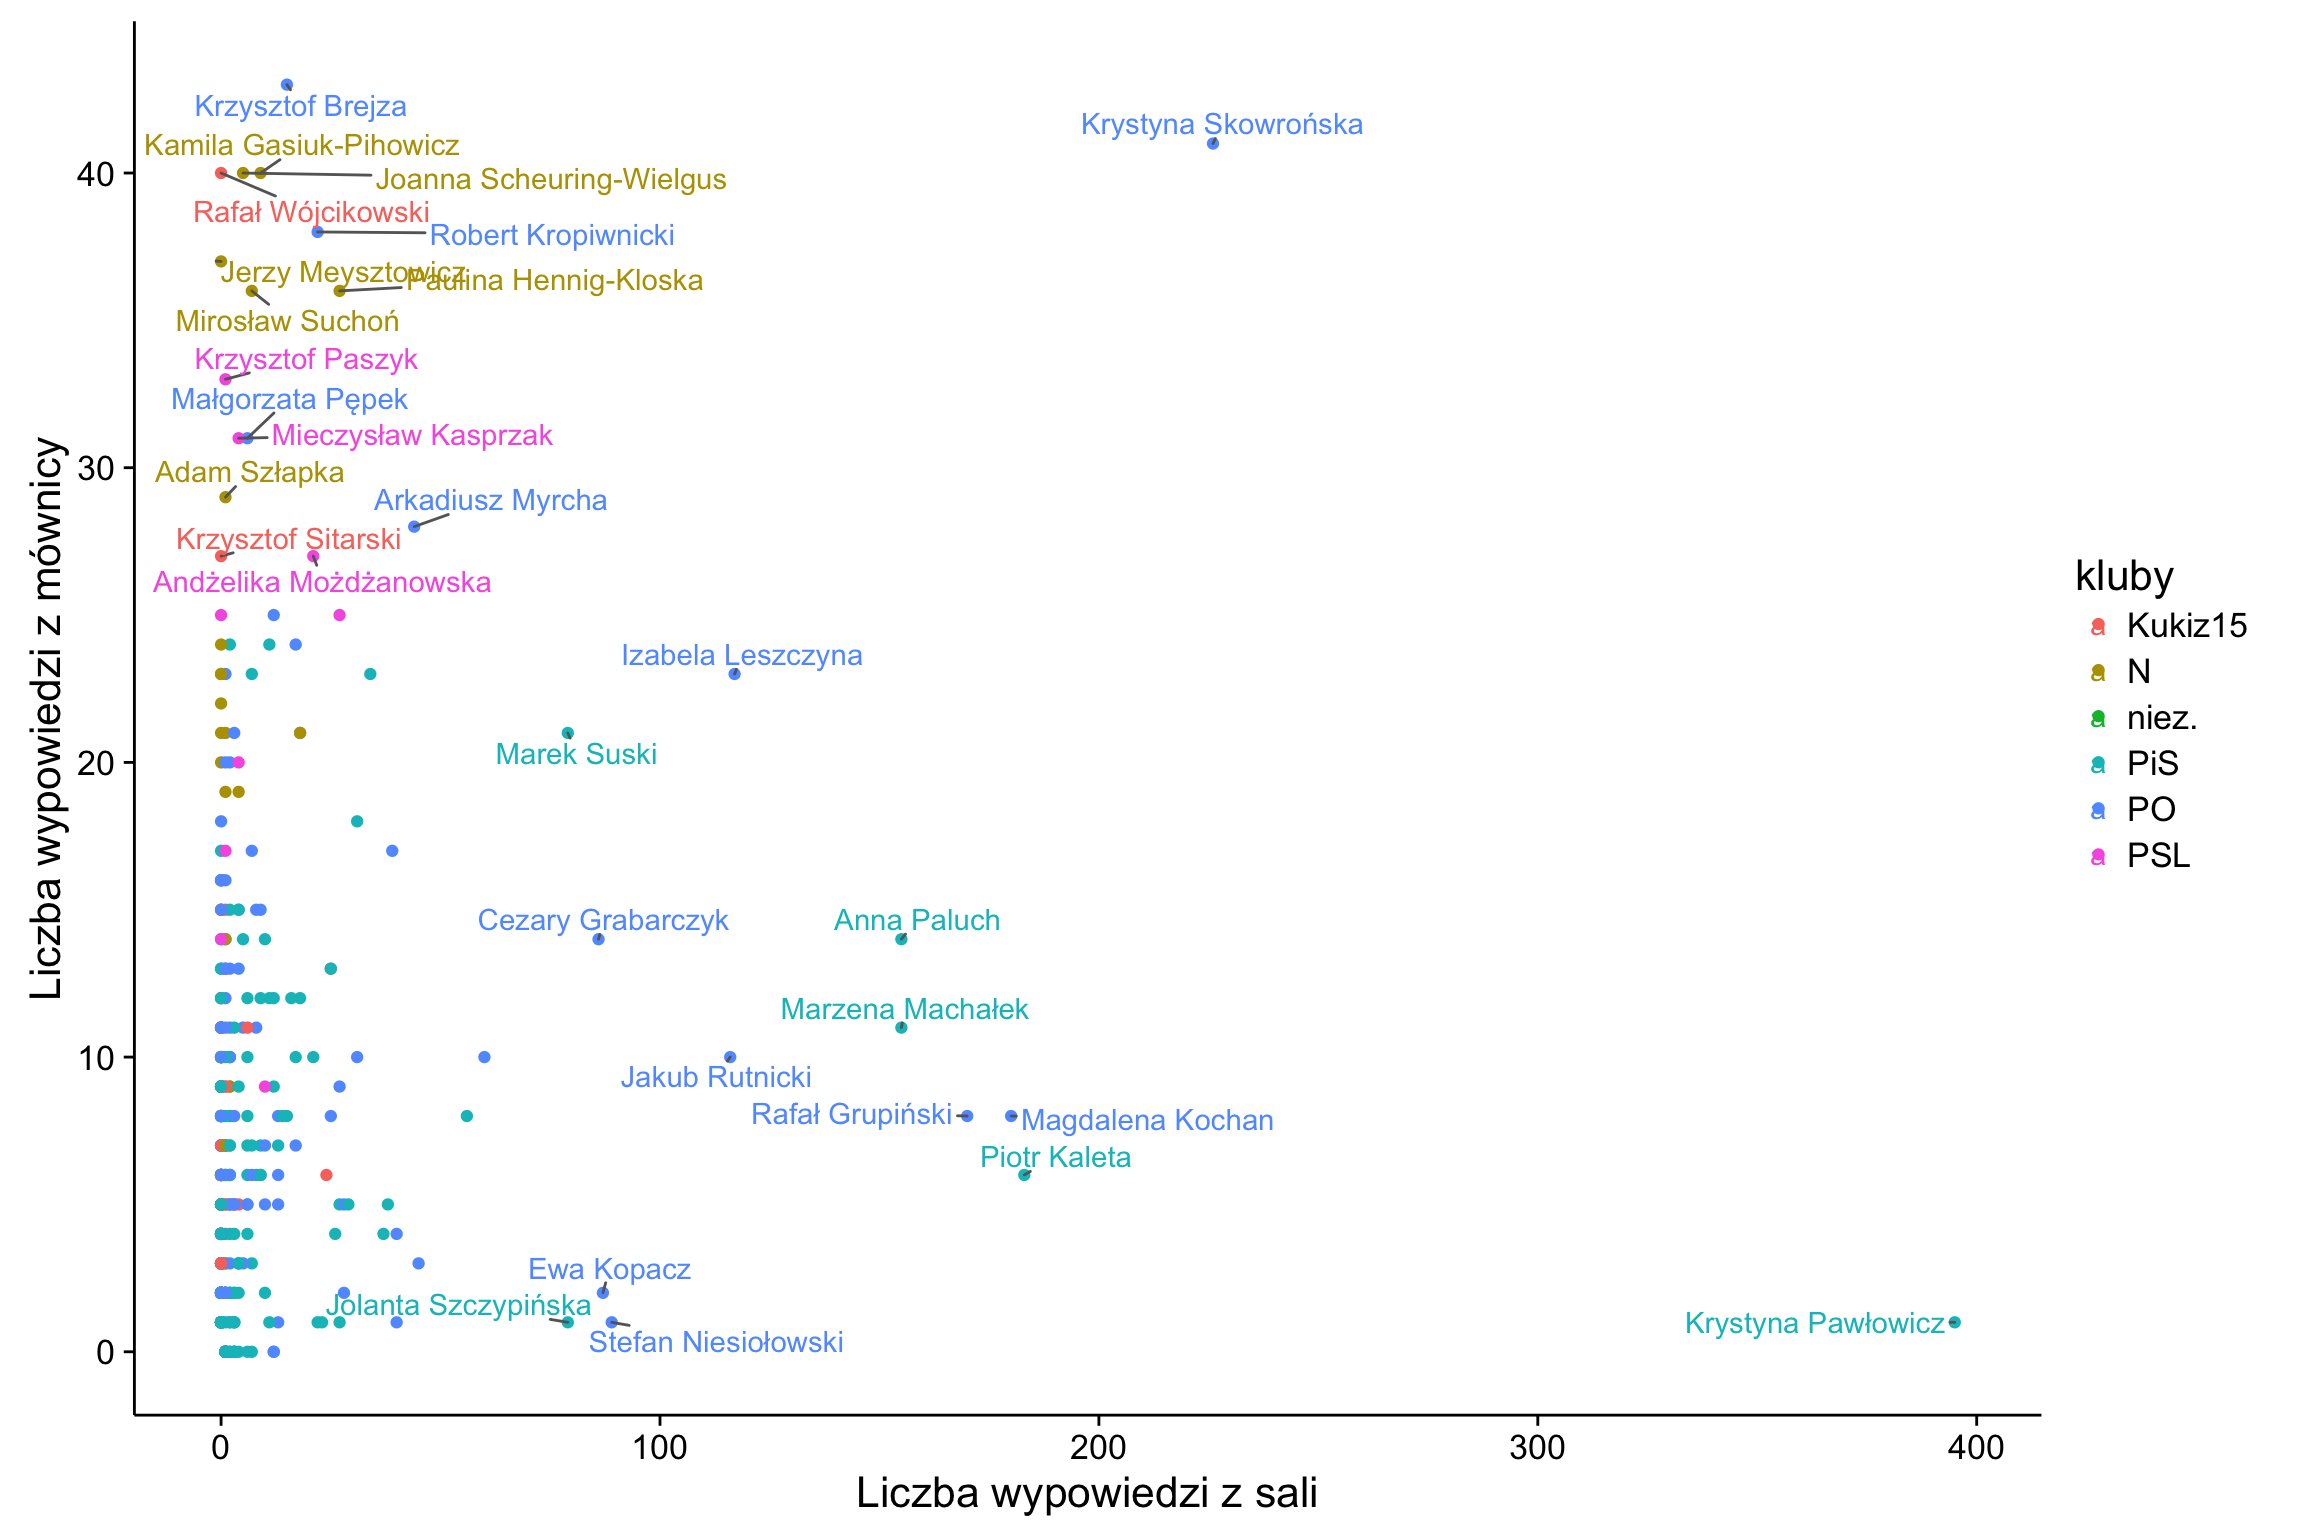 Krzysztof Brejza
Krystyna Skowrońska
Kamila Gasiuk-Pihowicz
Joanna Scheuring-Wielgus
Rafał Wójcikowski
Robert Kropiwnicki
Jerzy Meysztowicz
Paulina Hennig-Kloska
Mirosław Suchoń
Krzysztof Paszyk
Małgorzata Pępek
Mieczysław Kasprzak
Adam Szłapka
Arkadiusz Myrcha
Krzysztof Sitarski
Andżelika Możdżanowska
Izabela Leszczyna
Marek Suski
Cezary Grabarczyk
Anna Paluch
Marzena Machałek
Jakub Rutnicki
Rafał Grupiński
Magdalena Kochan
Piotr Kaleta
Ewa Kopacz
Jolanta Szczypińska
Stefan Niesiołowski
Krystyna Pawłowicz
40
30
20
10
0
Liczba wypowiedzi z mównicy
0
100
200
300
400
Liczba wypowiedzi z sali
kluby
a Kukiz15
a N
a niez.
a PiS
a PO
a PSL